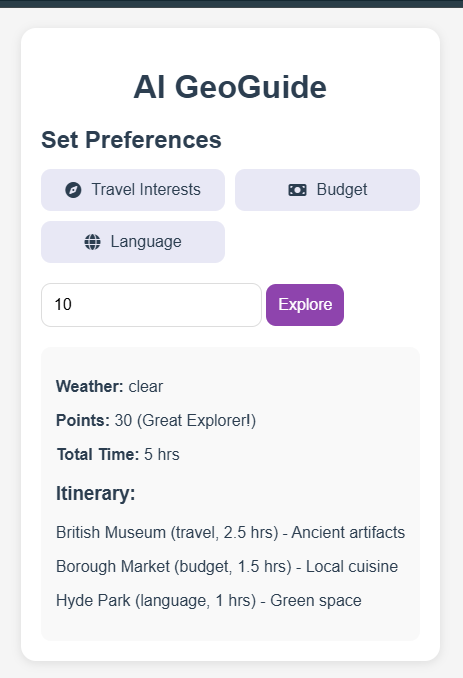 AI GeoGuide
Set Preferences
Travel Interests
Budget
Language
10
Explore
Weather: clear
Points: 30 (Great Explorer!)
Total Time: 5 hrs
Itinerary:
British Museum (travel, 2.5 hrs) - Ancient artifacts
Borough Market (budget, 1.5 hrs) - Local cuisine
Hyde Park (language, 1 hrs) - Green space